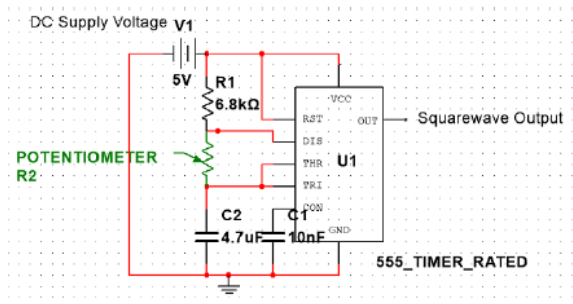 DC Supply Voltage
V1
5V
R1
6.8kΩ
VCC
RST
OUT
Squarewave Output
DIS
POTENTIOMETER
R2
THR
U1
TRI
CON
C2
4.7uF
C1
10nF
GND
555_TIMER_RATED